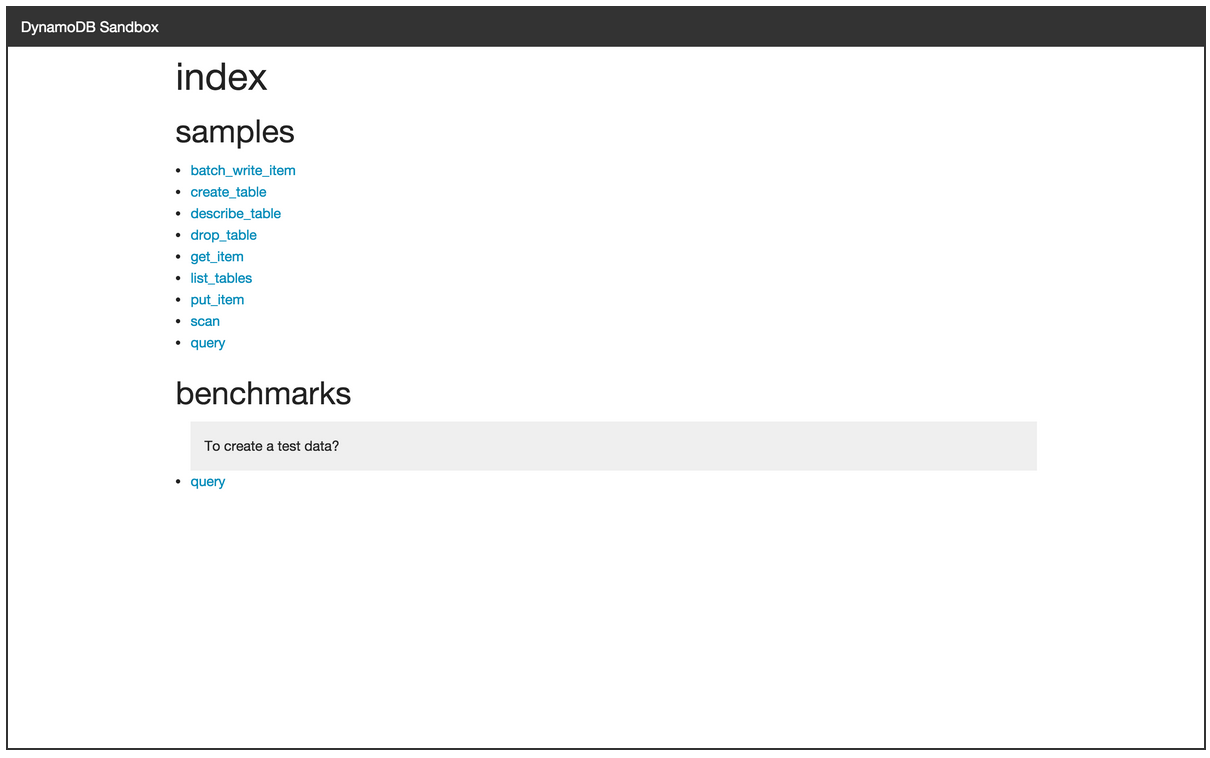 DynamoDB Sandbox
index
samples
batch_write_item
create_table
describe_table
drop_table
get_item
list_tables
put_item
scan
query
benchmarks
To create a test data?
query